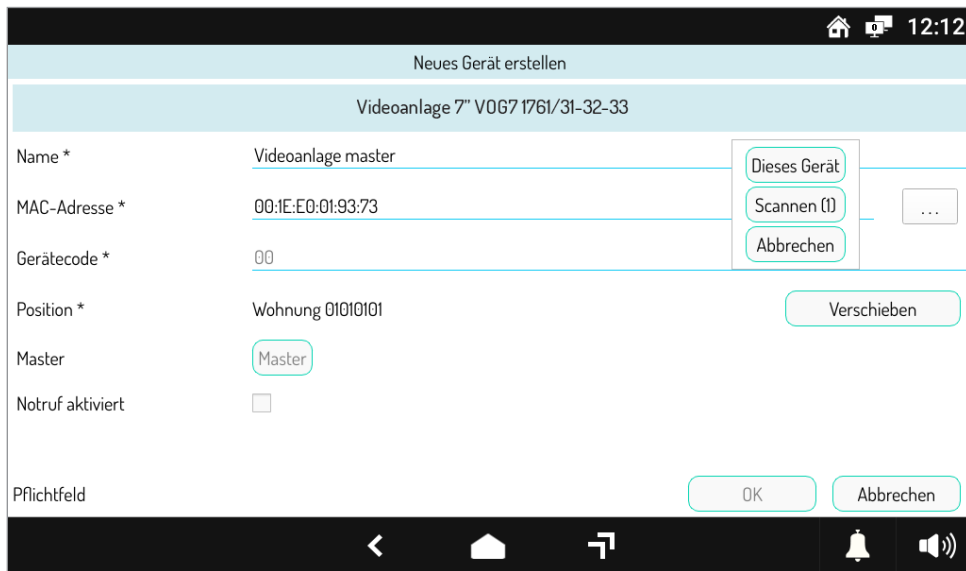 0 12:12
Neues Gerät erstellen
Videoanlage 7” VOG7 1761/31-32-33
Name * Videoanlage master
Dieses Gerät
MAC-Adresse * 00:1E:E0:01:93:73 Scannen (1) ...
Abbrechen
Gerätecode * 00
Position * Wohnung 01010101 Verschieben
Master Master
Notruf aktiviert
Pflichtfeld OK Abbrechen